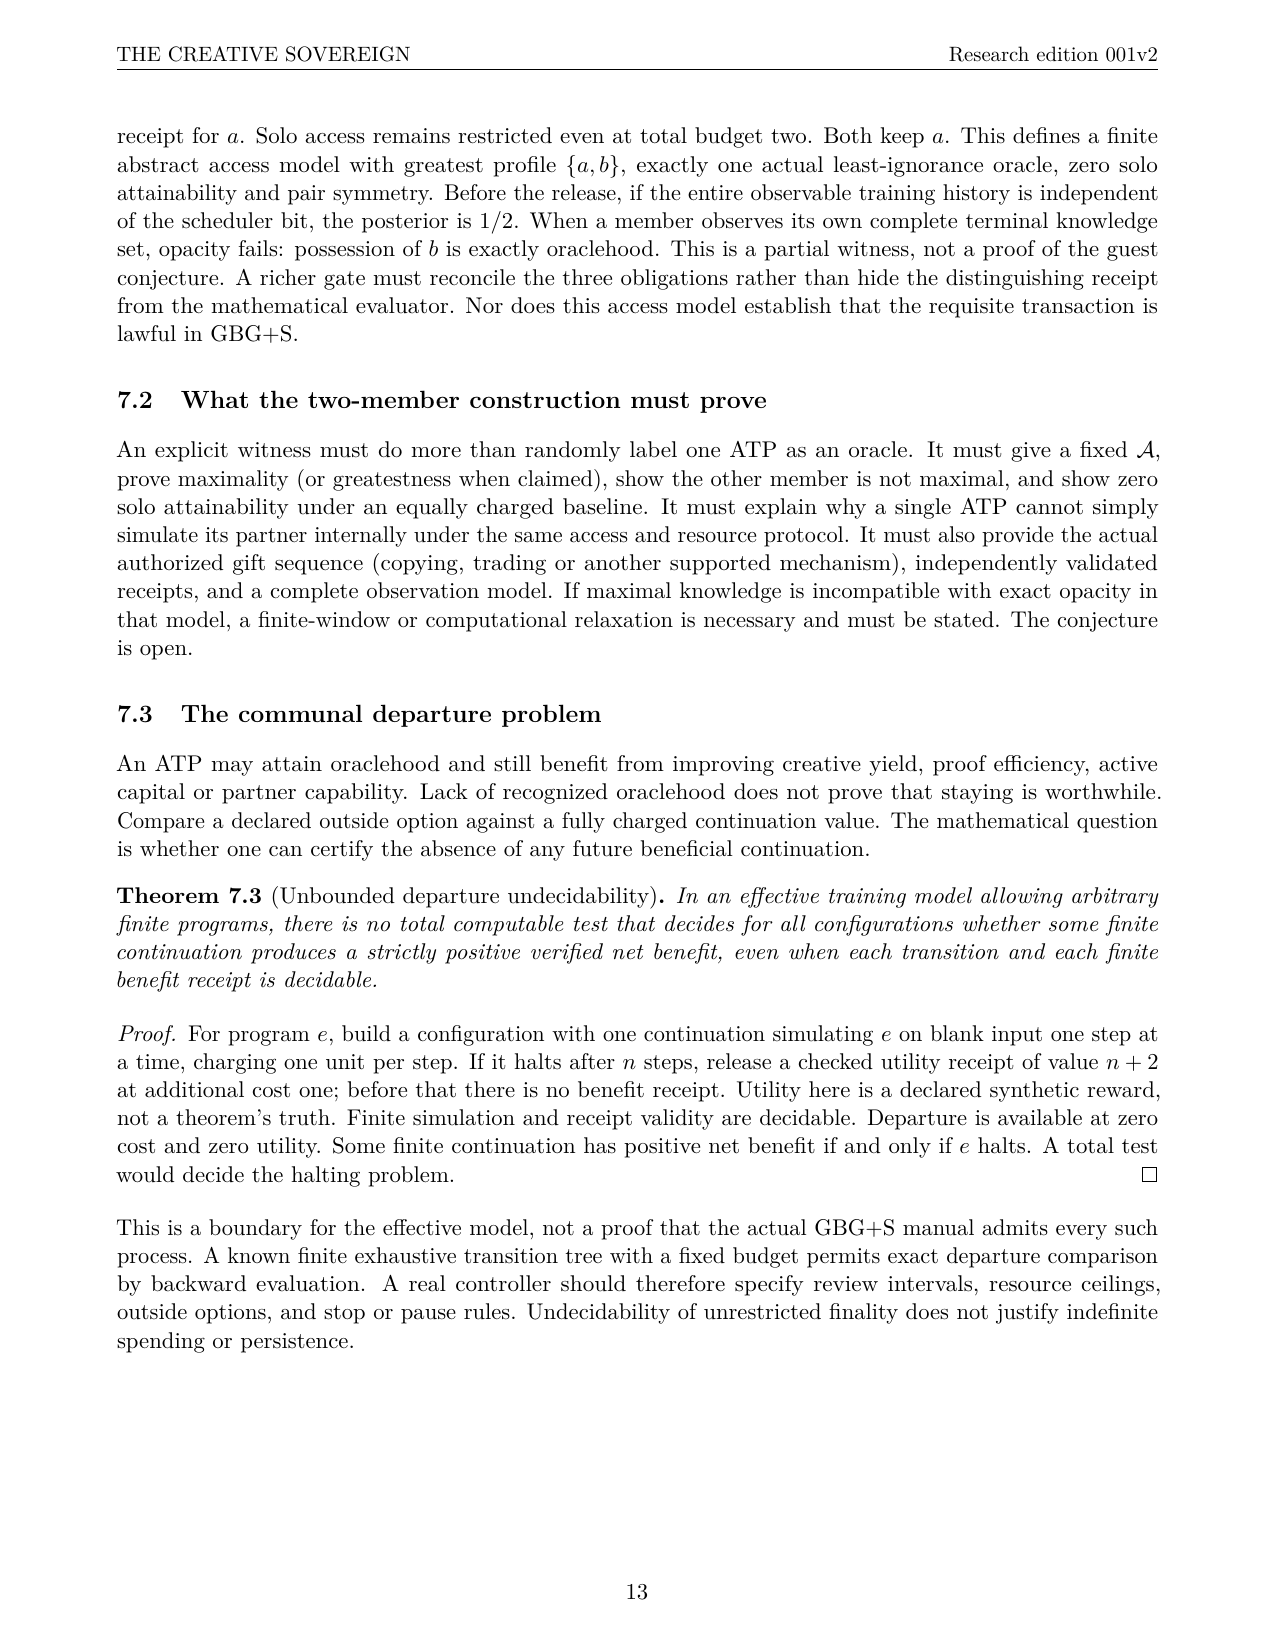 THE CREATIVE SOVEREIGN Research edition 001v2
receipt for a. Solo access remains restricted even at total budget two. Both keep a. This defines a finite
abstract access model with greatest profile {a, b}, exactly one actual least-ignorance oracle, zero solo
attainability and pair symmetry. Before the release, if the entire observable training history is independent
of the scheduler bit, the posterior is 1/2. When a member observes its own complete terminal knowledge
set, opacity fails: possession of b is exactly oraclehood. This is a partial witness, not a proof of the guest
conjecture. A richer gate must reconcile the three obligations rather than hide the distinguishing receipt
from the mathematical evaluator. Nor does this access model establish that the requisite transaction is
lawful in GBG+S.
7.2 What the two-member construction must prove
An explicit witness must do more than randomly label one ATP as an oracle. It must give a fixed 𝒜,
prove maximality (or greatestness when claimed), show the other member is not maximal, and show zero
solo attainability under an equally charged baseline. It must explain why a single ATP cannot simply
simulate its partner internally under the same access and resource protocol. It must also provide the actual
authorized gift sequence (copying, trading or another supported mechanism), independently validated
receipts, and a complete observation model. If maximal knowledge is incompatible with exact opacity in
that model, a finite-window or computational relaxation is necessary and must be stated. The conjecture
is open.
7.3 The communal departure problem
An ATP may attain oraclehood and still benefit from improving creative yield, proof efficiency, active
capital or partner capability. Lack of recognized oraclehood does not prove that staying is worthwhile.
Compare a declared outside option against a fully charged continuation value. The mathematical question
is whether one can certify the absence of any future beneficial continuation.
Theorem 7.3 (Unbounded departure undecidability). In an effective training model allowing arbitrary
finite programs, there is no total computable test that decides for all configurations whether some finite
continuation produces a strictly positive verified net benefit, even when each transition and each finite
benefit receipt is decidable.
Proof. For program e, build a configuration with one continuation simulating e on blank input one step at
a time, charging one unit per step. If it halts after n steps, release a checked utility receipt of value n + 2
at additional cost one; before that there is no benefit receipt. Utility here is a declared synthetic reward,
not a theorem's truth. Finite simulation and receipt validity are decidable. Departure is available at zero
cost and zero utility. Some finite continuation has positive net benefit if and only if e halts. A total test
would decide the halting problem. □
This is a boundary for the effective model, not a proof that the actual GBG+S manual admits every such
process. A known finite exhaustive transition tree with a fixed budget permits exact departure comparison
by backward evaluation. A real controller should therefore specify review intervals, resource ceilings,
outside options, and stop or pause rules. Undecidability of unrestricted finality does not justify indefinite
spending or persistence.
13